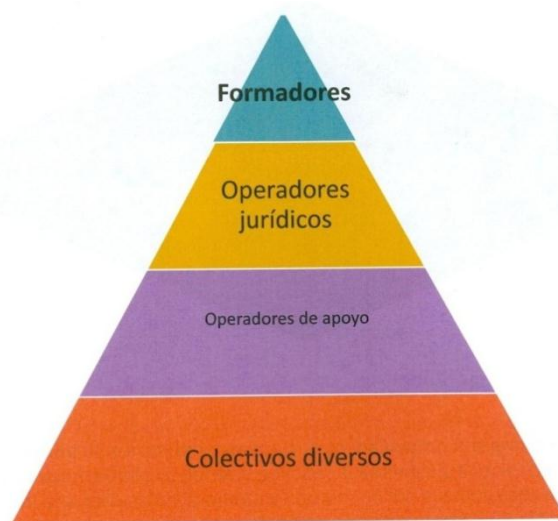 Formadores
Operadores
jurídicos
Operadores de apoyo
Colectivos diversos